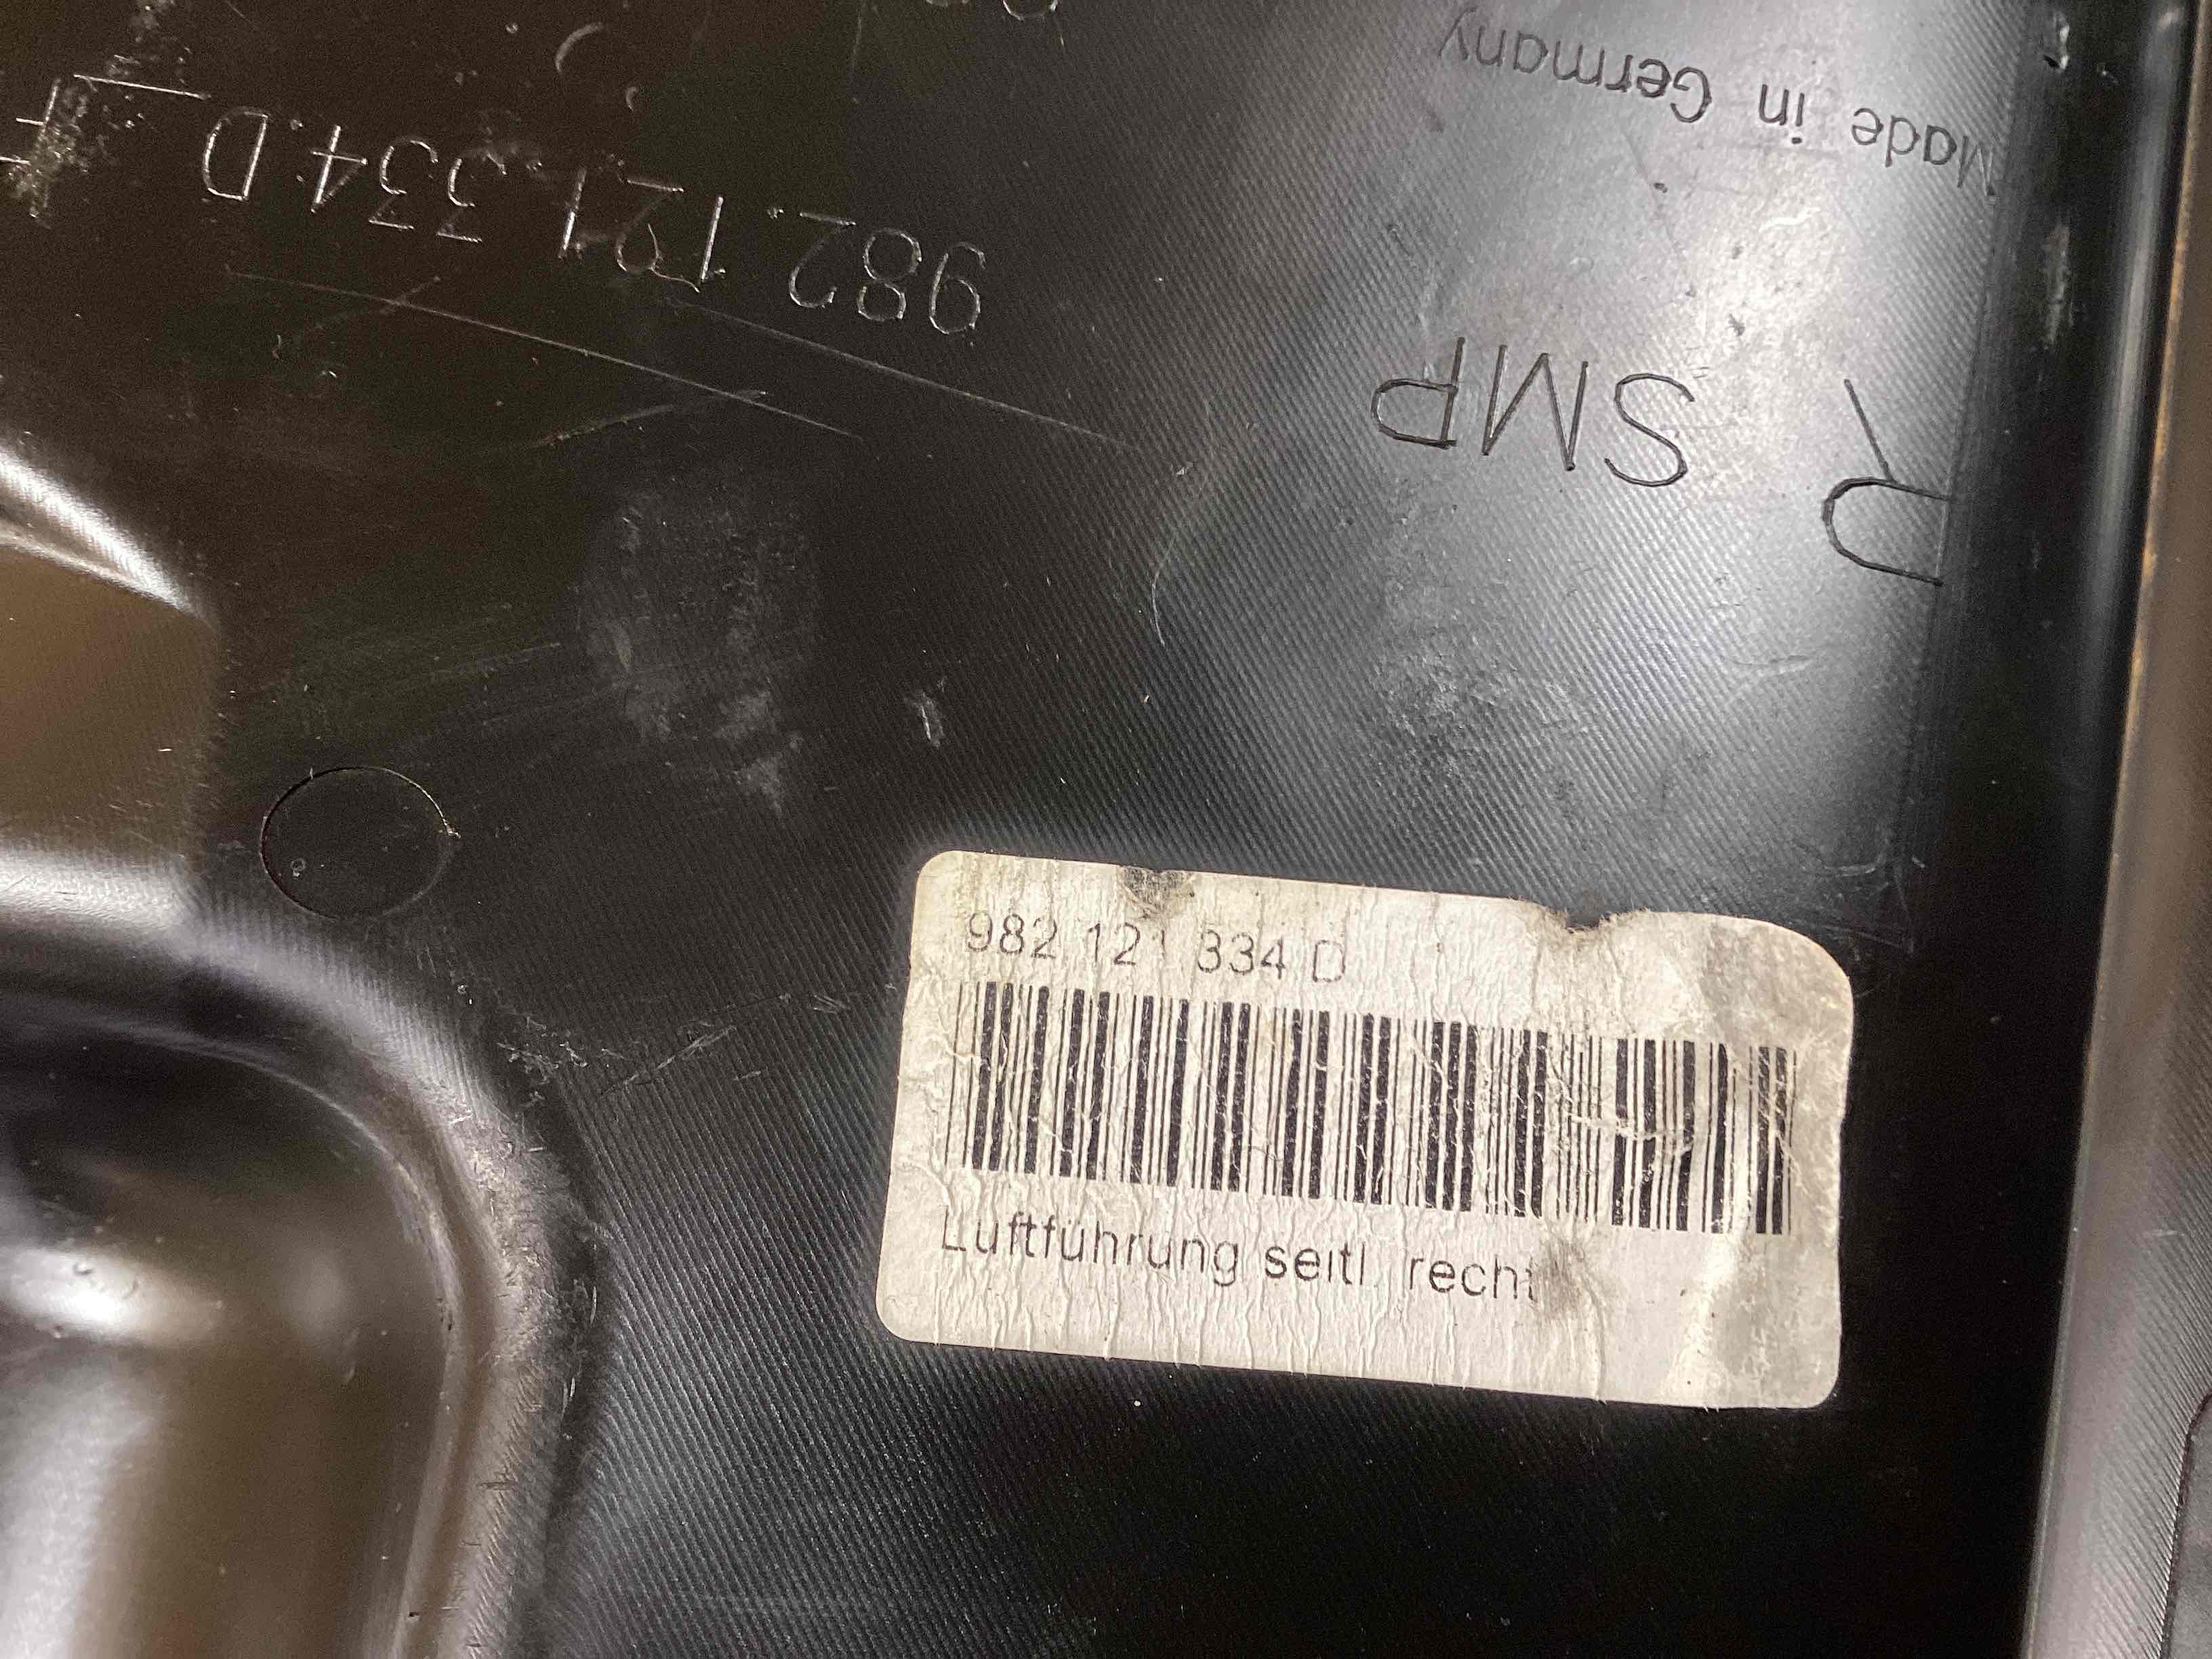 Made in Germany
982.121.334.D
R SMP
982 121 334 D
Luftführung seitl. recht